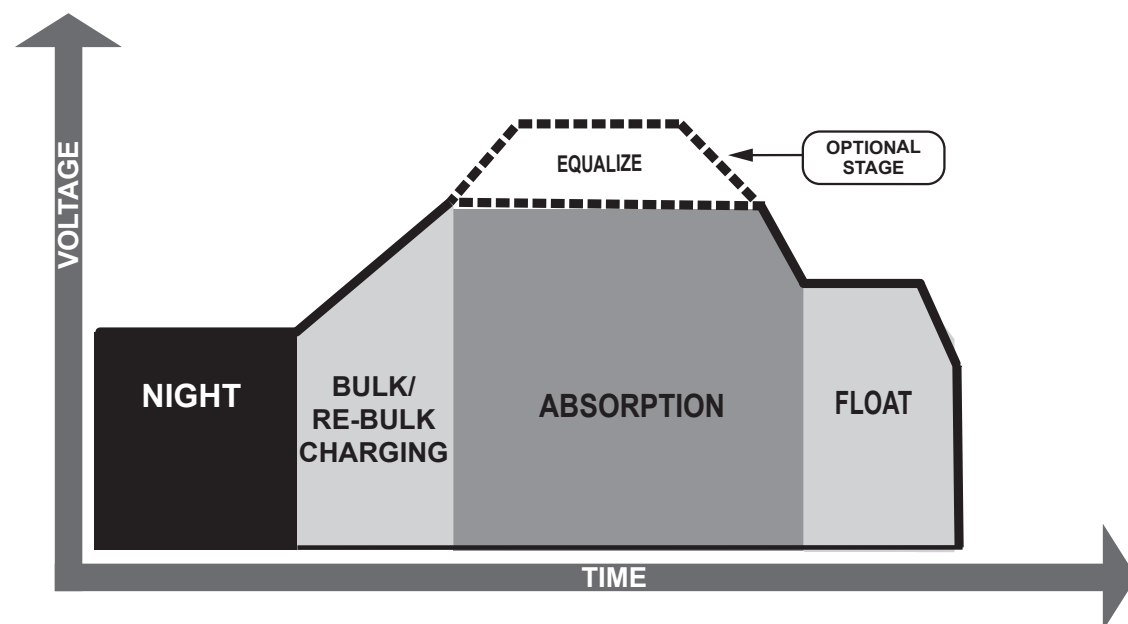 VOLTAGE
EQUALIZE
OPTIONAL
STAGE
NIGHT
BULK/
RE-BULK
CHARGING
ABSORPTION
FLOAT
TIME